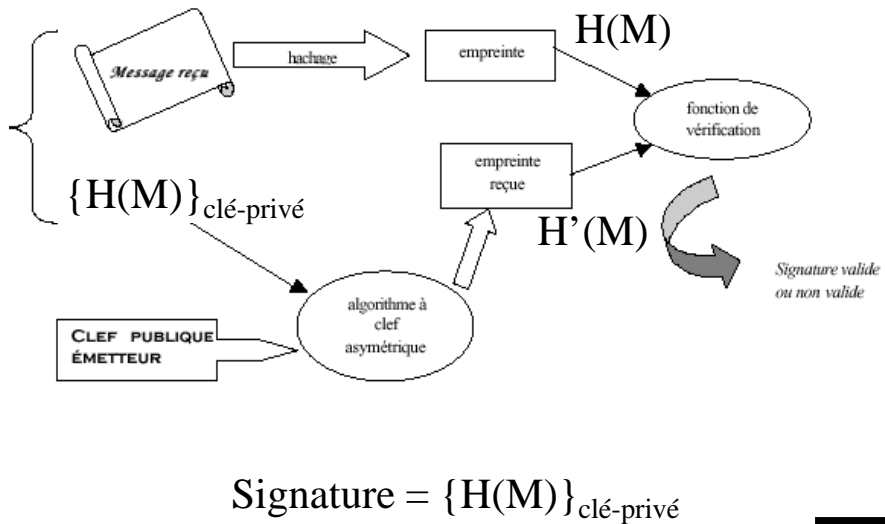 Message reçu
hachage
empreinte
H(M)
fonction de
vérification
empreinte
reçue
{H(M)}clé-privé
H’(M)
Signature valide
ou non valide
algorithme à
clef
asymétrique
CLEF PUBLIQUE
ÉMETTEUR
Signature = {H(M)}clé-privé